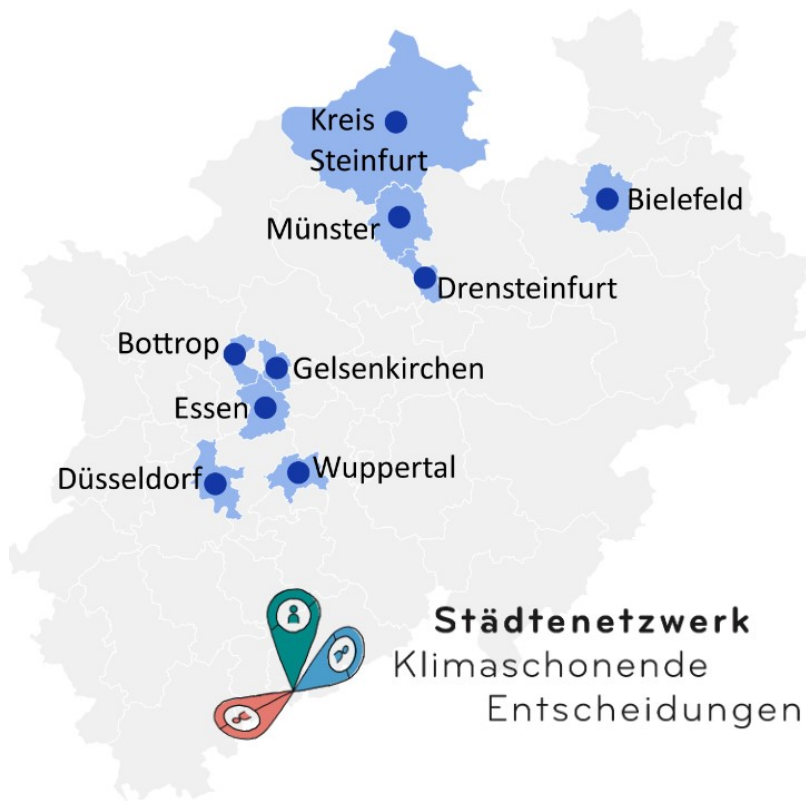 Kreis
Steinfurt
Bielefeld
Münster
Drensteinfurt
Bottrop
Gelsenkirchen
Essen
Wuppertal
Düsseldorf
Städtenetzwerk
Klimaschonende
Entscheidungen